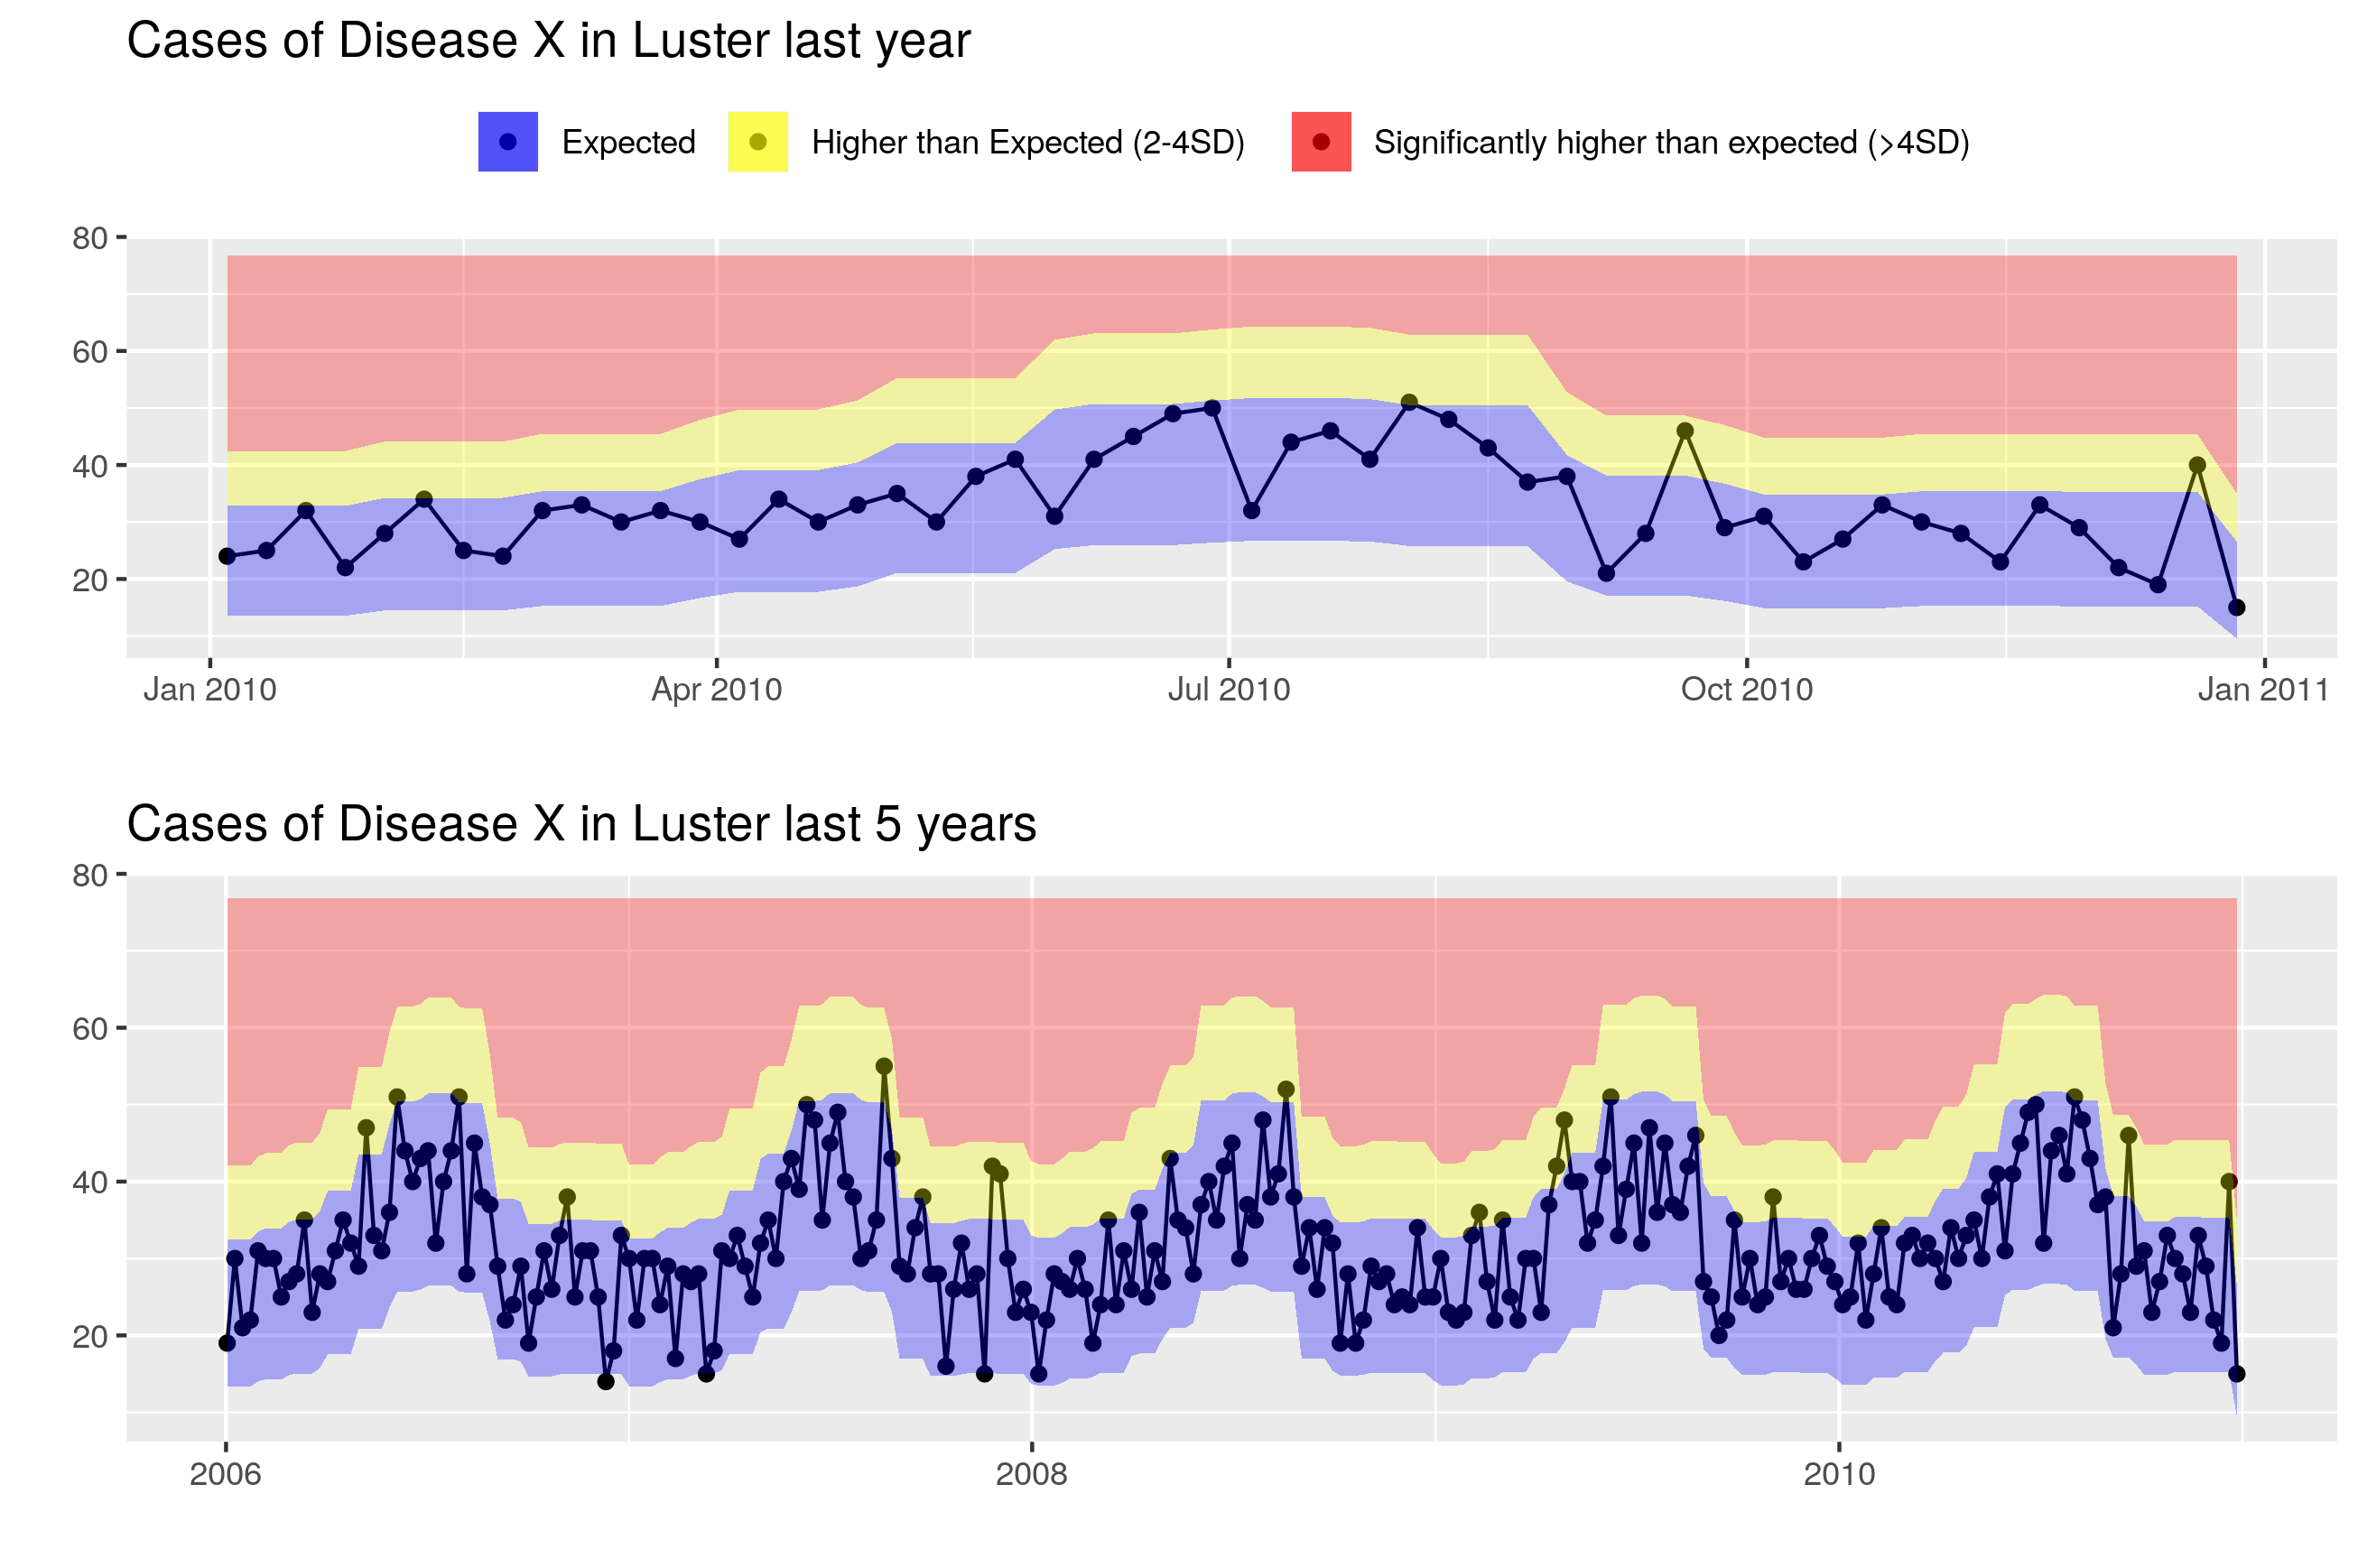 Cases of Disease X in Luster last year
Expected Higher than Expected (2-4SD) Significantly higher than expected (>4SD)
80
60
40
20
Jan 2010 Apr 2010 Jul 2010 Oct 2010 Jan 2011
Cases of Disease X in Luster last 5 years
80
60
40
20
2006 2008 2010